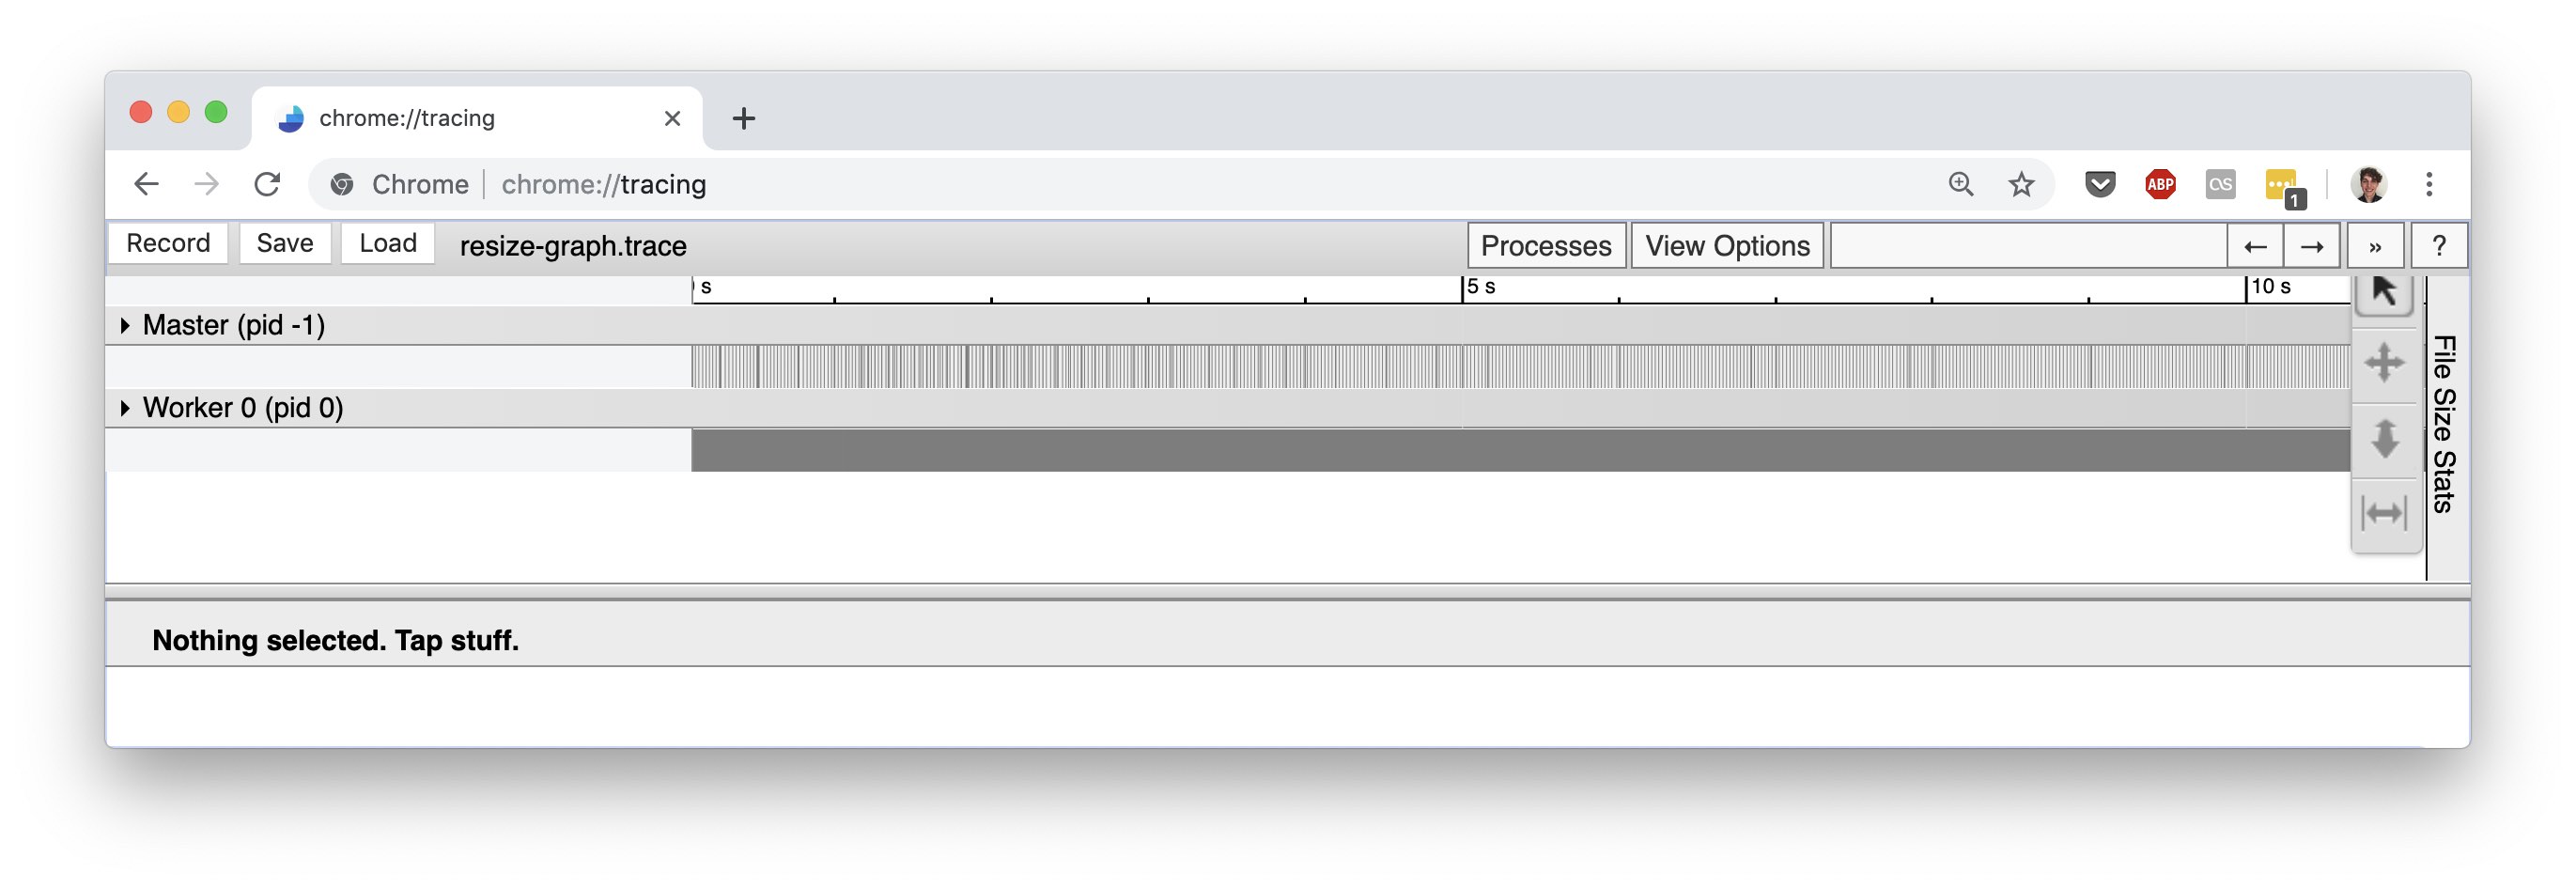 chrome://tracing
Chrome chrome://tracing
ABP
1
Record Save Load resize-graph.trace Processes View Options ← → » ?
s 5 s 10 s
Master (pid -1)
Worker 0 (pid 0)
File Size Stats
Nothing selected. Tap stuff.